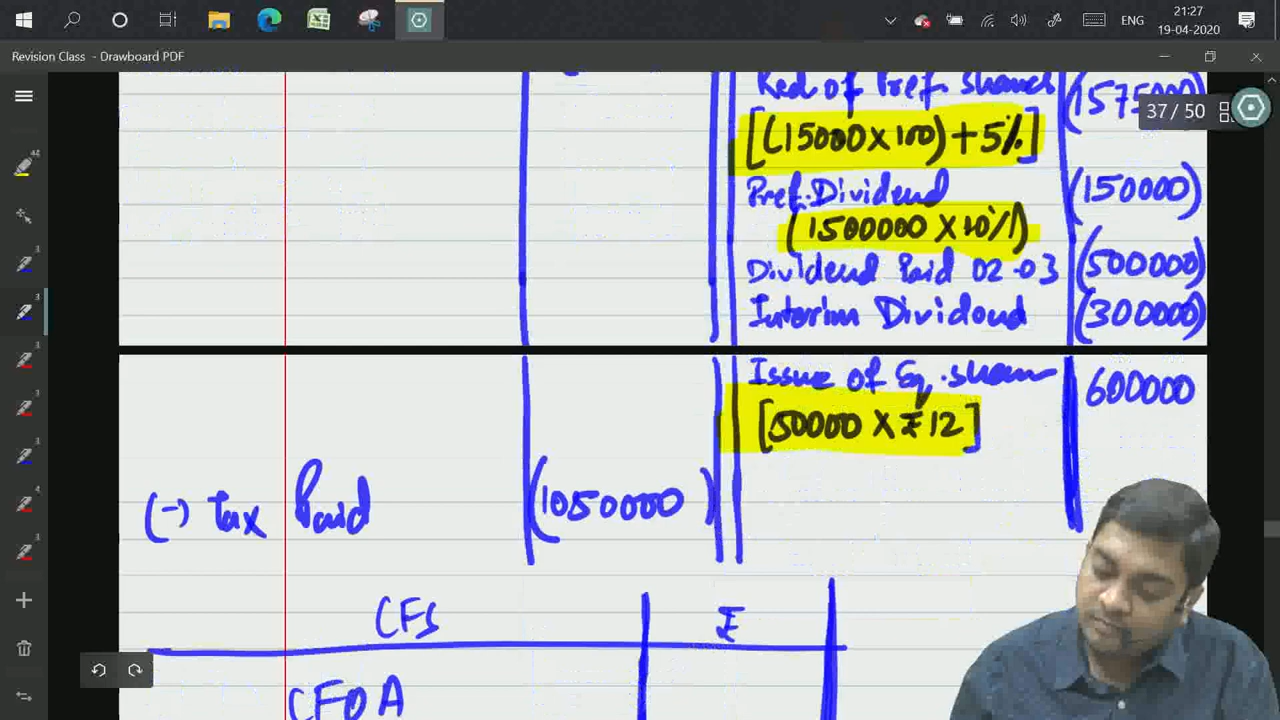 21:27
ENG
19-04-2020
Revision Class - Drawboard PDF
37 / 50
Red of Pref. shares
(1575000)
[(15000 x 100) + 5%]
Pref. Dividend
(150000)
(1500000 x 10%)
Dividend Paid 02-03
(500000)
Interim Dividend
(300000)
Issue of Eq. share
600000
[50000 x ₹12]
(-) Tax Paid
(1050000)
CFS
₹
CFOA